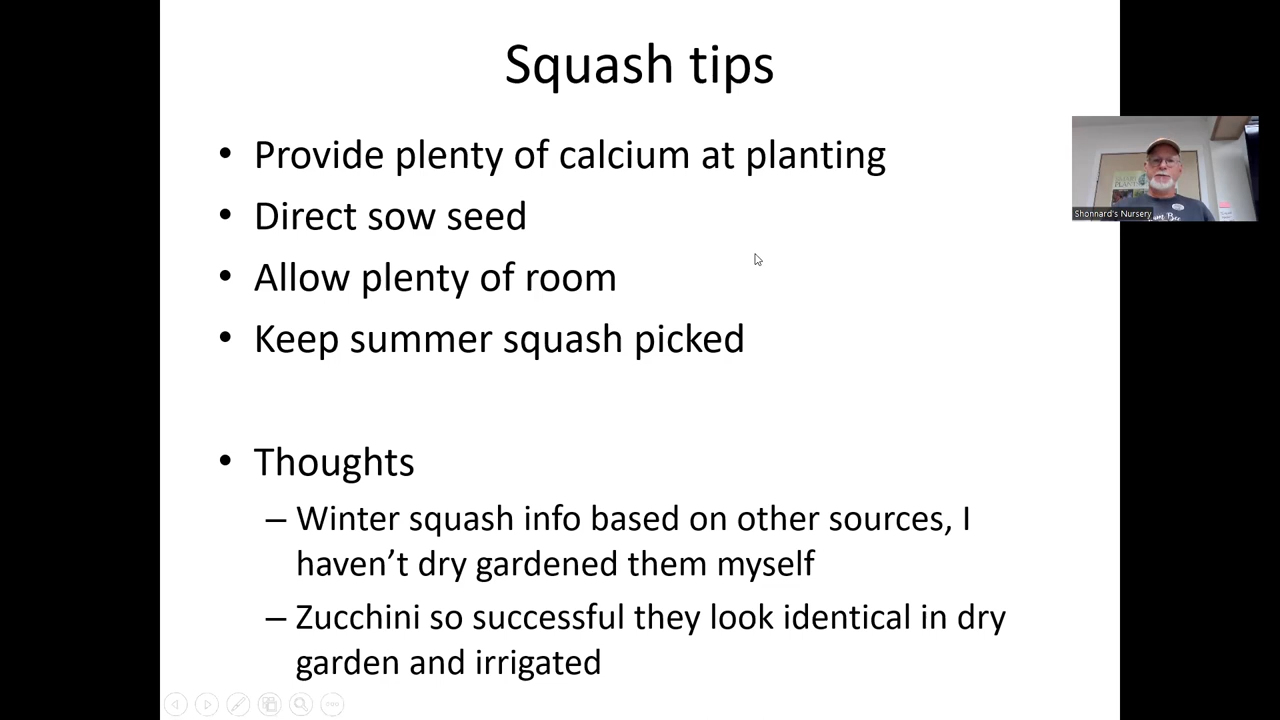 Squash tips
• Provide plenty of calcium at planting
• Direct sow seed
• Allow plenty of room
• Keep summer squash picked
• Thoughts
– Winter squash info based on other sources, I
haven’t dry gardened them myself
– Zucchini so successful they look identical in dry
garden and irrigated
Shonnard's Nursery